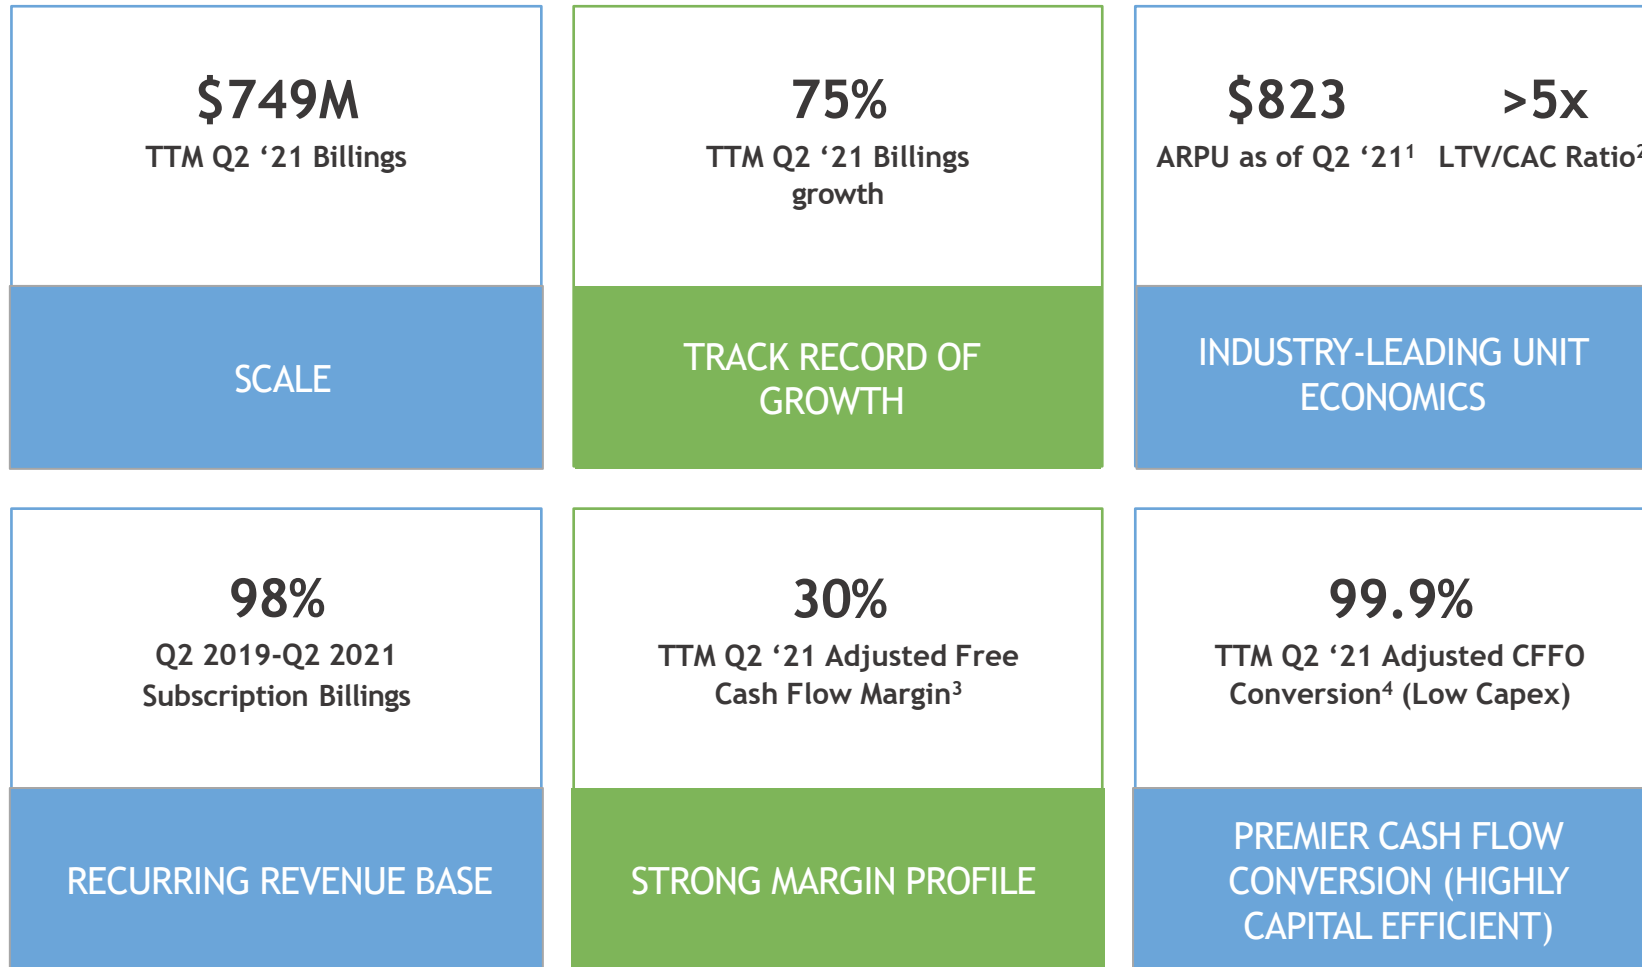 $749M
TTM Q2 ‘21 Billings
SCALE
75%
TTM Q2 ‘21 Billings
growth
TRACK RECORD OF
GROWTH
$823 >5x
ARPU as of Q2 ‘21¹ LTV/CAC Ratio²
INDUSTRY-LEADING UNIT
ECONOMICS
98%
Q2 2019-Q2 2021
Subscription Billings
RECURRING REVENUE BASE
30%
TTM Q2 ‘21 Adjusted Free
Cash Flow Margin³
STRONG MARGIN PROFILE
99.9%
TTM Q2 ‘21 Adjusted CFFO
Conversion⁴ (Low Capex)
PREMIER CASH FLOW
CONVERSION (HIGHLY
CAPITAL EFFICIENT)